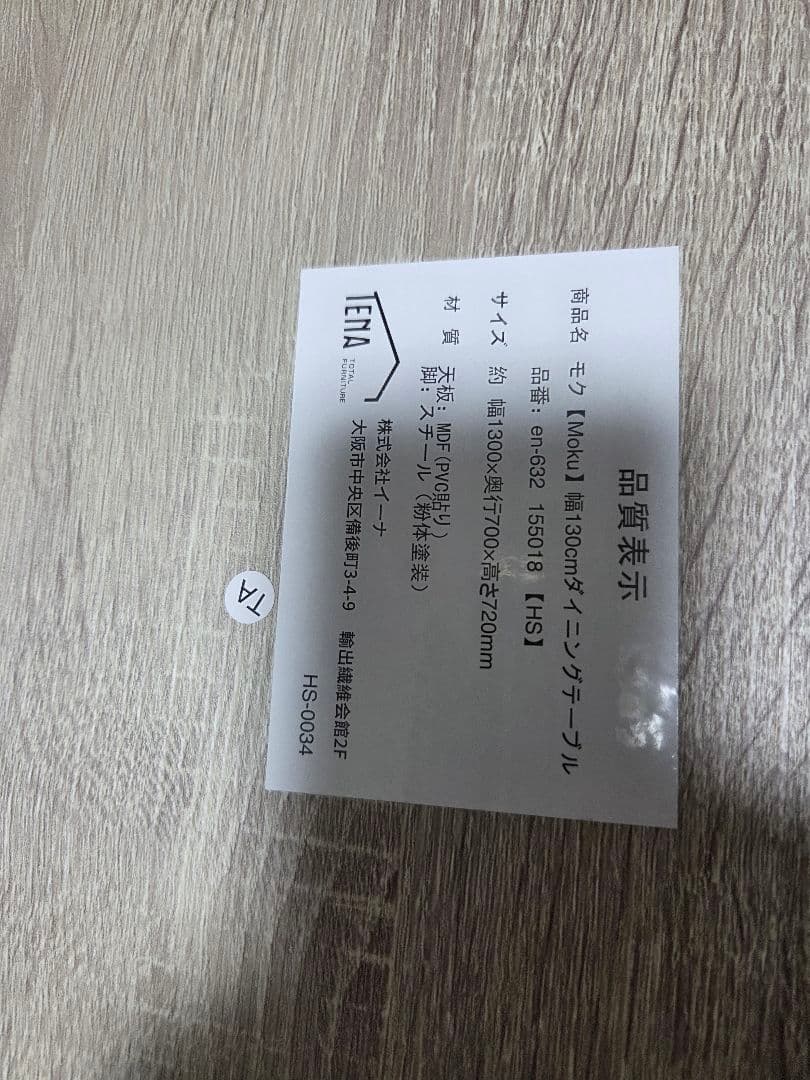 品質表示
商品名 モク【Moku】幅130cmダイニングテーブル
品番: en-632 155018 【HS】
サイズ 約 幅1300×奥行700×高さ720mm
材 質 天板: MDF(PVC貼り)
脚: スチール (粉体塗装)
IENA
TOTAL
FURNITURE
株式会社イーナ
大阪市中央区備後町3-4-9 輸出繊維会館2F
HS-0034
TA